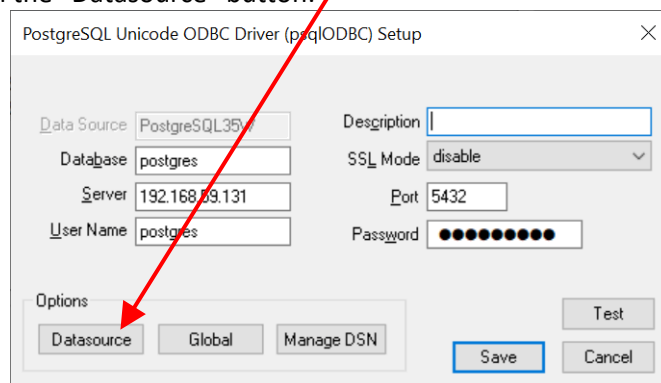 the "Datasource" button.
PostgreSQL Unicode ODBC Driver (psqlODBC) Setup
Data Source PostgreSQL35W Description
Database postgres SSL Mode disable
Server 192.168.59.131 Port 5432
User Name postgres Password ●●●●●●●●●
Options
Datasource Global Manage DSN Test
Save Cancel